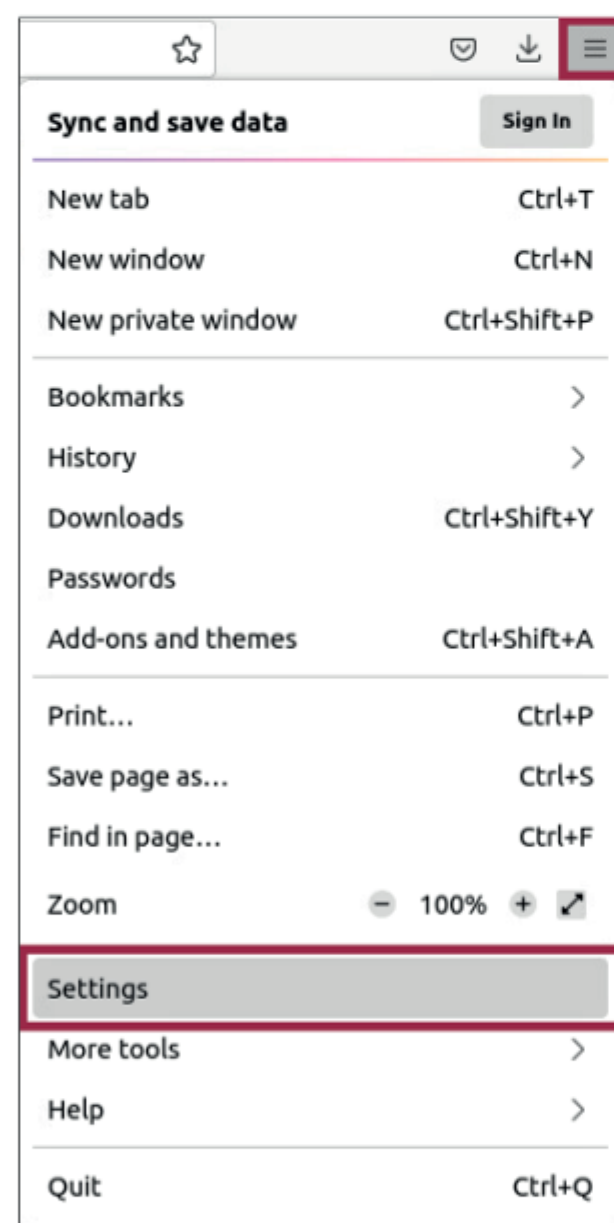 Sync and save data Sign In
New tab Ctrl+T
New window Ctrl+N
New private window Ctrl+Shift+P
Bookmarks
History
Downloads Ctrl+Shift+Y
Passwords
Add-ons and themes Ctrl+Shift+A
Print... Ctrl+P
Save page as... Ctrl+S
Find in page... Ctrl+F
Zoom − 100% +
Settings
More tools
Help
Quit Ctrl+Q